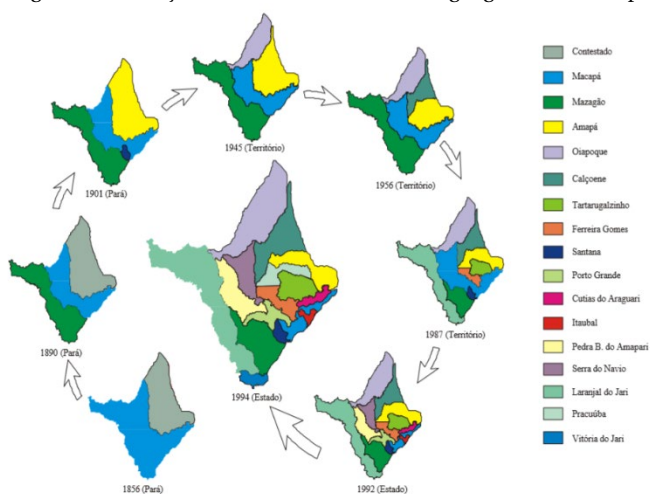 1945 (Território)
1901 (Pará)
1956 (Território)
1890 (Pará)
1987 (Território)
1994 (Estado)
1856 (Pará)
1992 (Estado)
Contestado
Macapá
Mazagão
Amapá
Oiapoque
Calçoene
Tartarugalzinho
Ferreira Gomes
Santana
Porto Grande
Cutias do Araguari
Itaubal
Pedra B. do Amapari
Serra do Navio
Laranjal do Jari
Pracuúba
Vitória do Jari